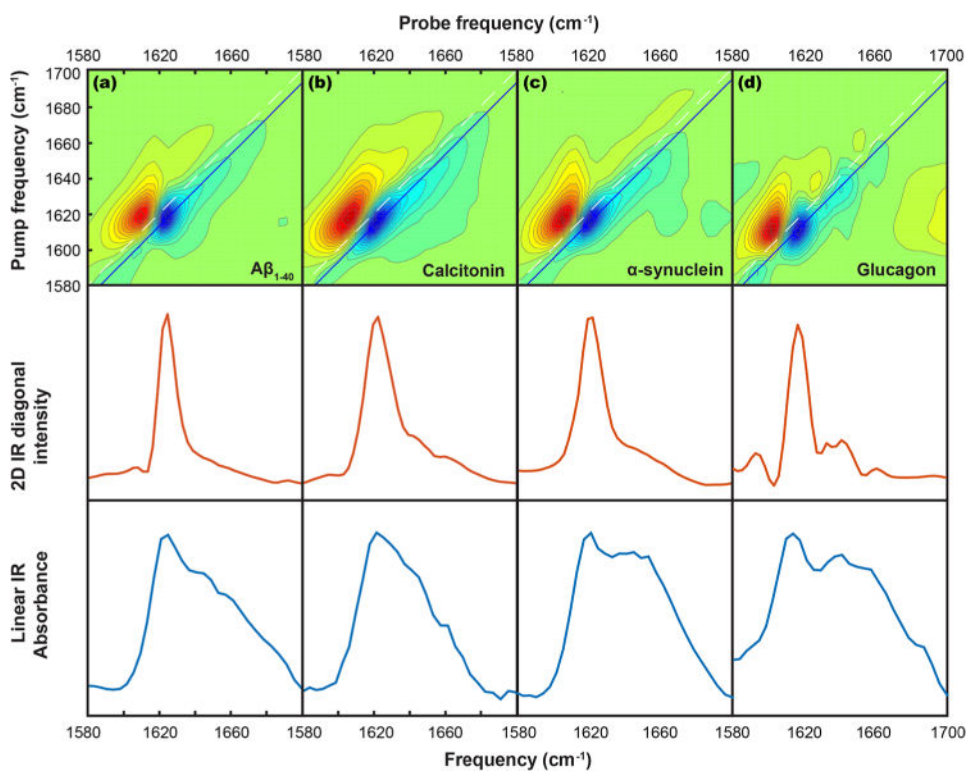 Probe frequency (cm⁻¹)
1580 1620 1660 1580 1620 1660 1580 1620 1660 1580 1620 1660 1700
Pump frequency (cm⁻¹)
1700
1680
1660
1640
1620
1600
1580
(a) (b) (c) (d)
Aβ₁₋₄₀ Calcitonin α-synuclein Glucagon
2D IR diagonal
intensity
Linear IR
Absorbance
1580 1620 1660 1580 1620 1660 1580 1620 1660 1580 1620 1660 1700
Frequency (cm⁻¹)